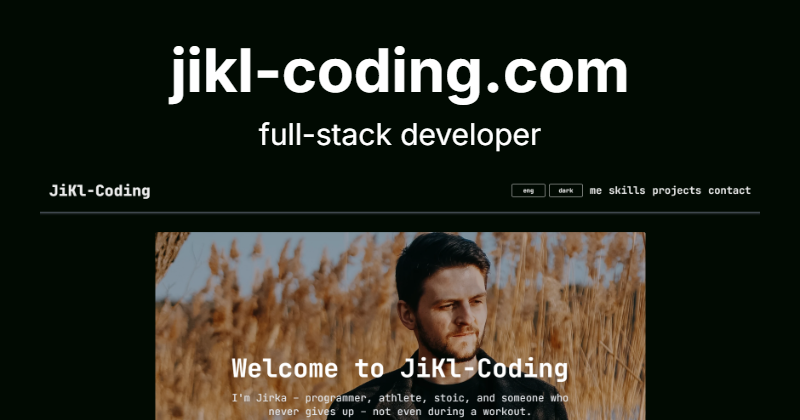 jikl-coding.com
full-stack developer
JiKl-Coding
eng dark me skills projects contact
Welcome to JiKl-Coding
I'm Jirka – programmer, athlete, stoic, and someone who
never gives up – not even during a workout.